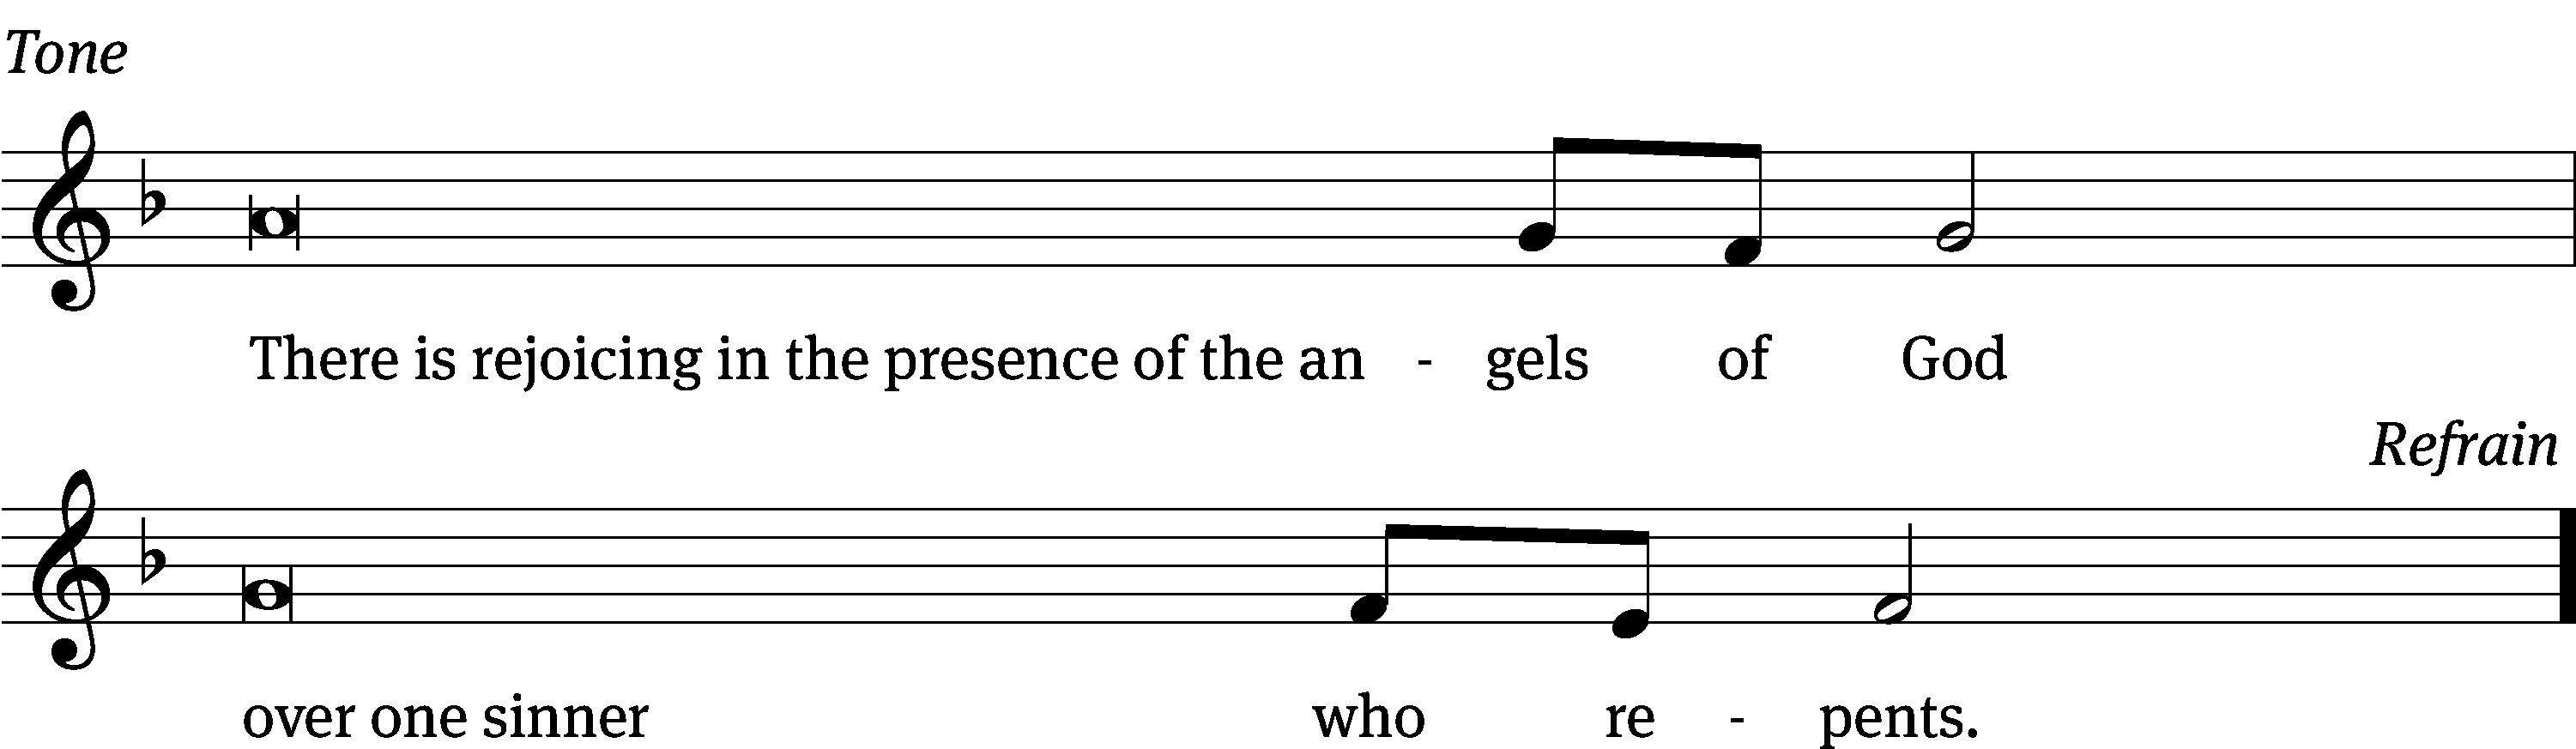 Tone
There is rejoicing in the presence of the an - gels of God
Refrain
over one sinner who re - pents.